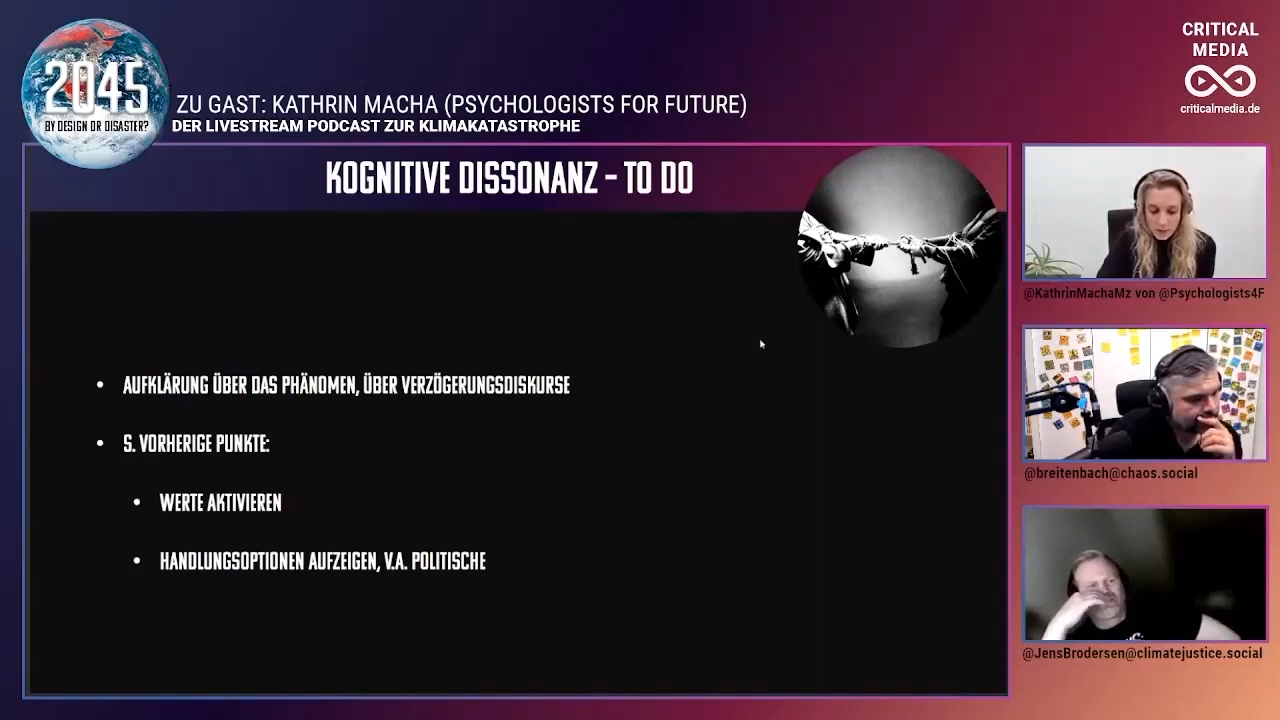 2045
BY DESIGN OR DISASTER?
ZU GAST: KATHRIN MACHA (PSYCHOLOGISTS FOR FUTURE)
DER LIVESTREAM PODCAST ZUR KLIMAKATASTROPHE
CRITICAL
MEDIA
criticalmedia.de
KOGNITIVE DISSONANZ - TO DO
• AUFKLÄRUNG ÜBER DAS PHÄNOMEN, ÜBER VERZÖGERUNGSDISKURSE
• S. VORHERIGE PUNKTE:
• WERTE AKTIVIEREN
• HANDLUNGSOPTIONEN AUFZEIGEN, V.A. POLITISCHE
@KathrinMachaMz von @Psychologists4F
@breitenbach@chaos.social
@JensBrodersen@climatejustice.social